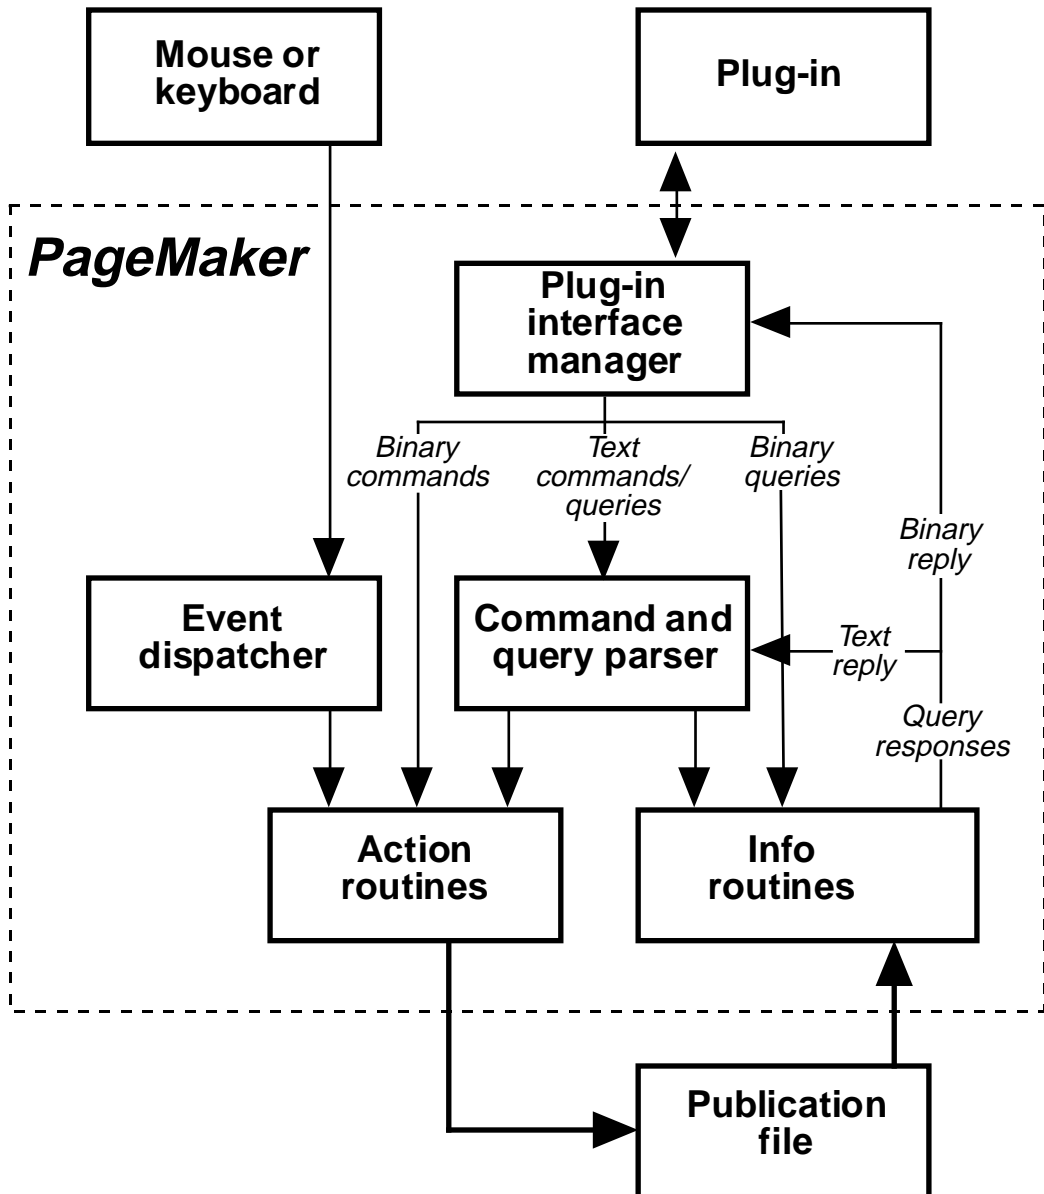 Mouse or
keyboard
Plug-in
PageMaker
Plug-in
interface
manager
Binary
commands
Text
commands/
queries
Binary
queries
Binary
reply
Event
dispatcher
Command and
query parser
Text
reply
Query
responses
Action
routines
Info
routines
Publication
file